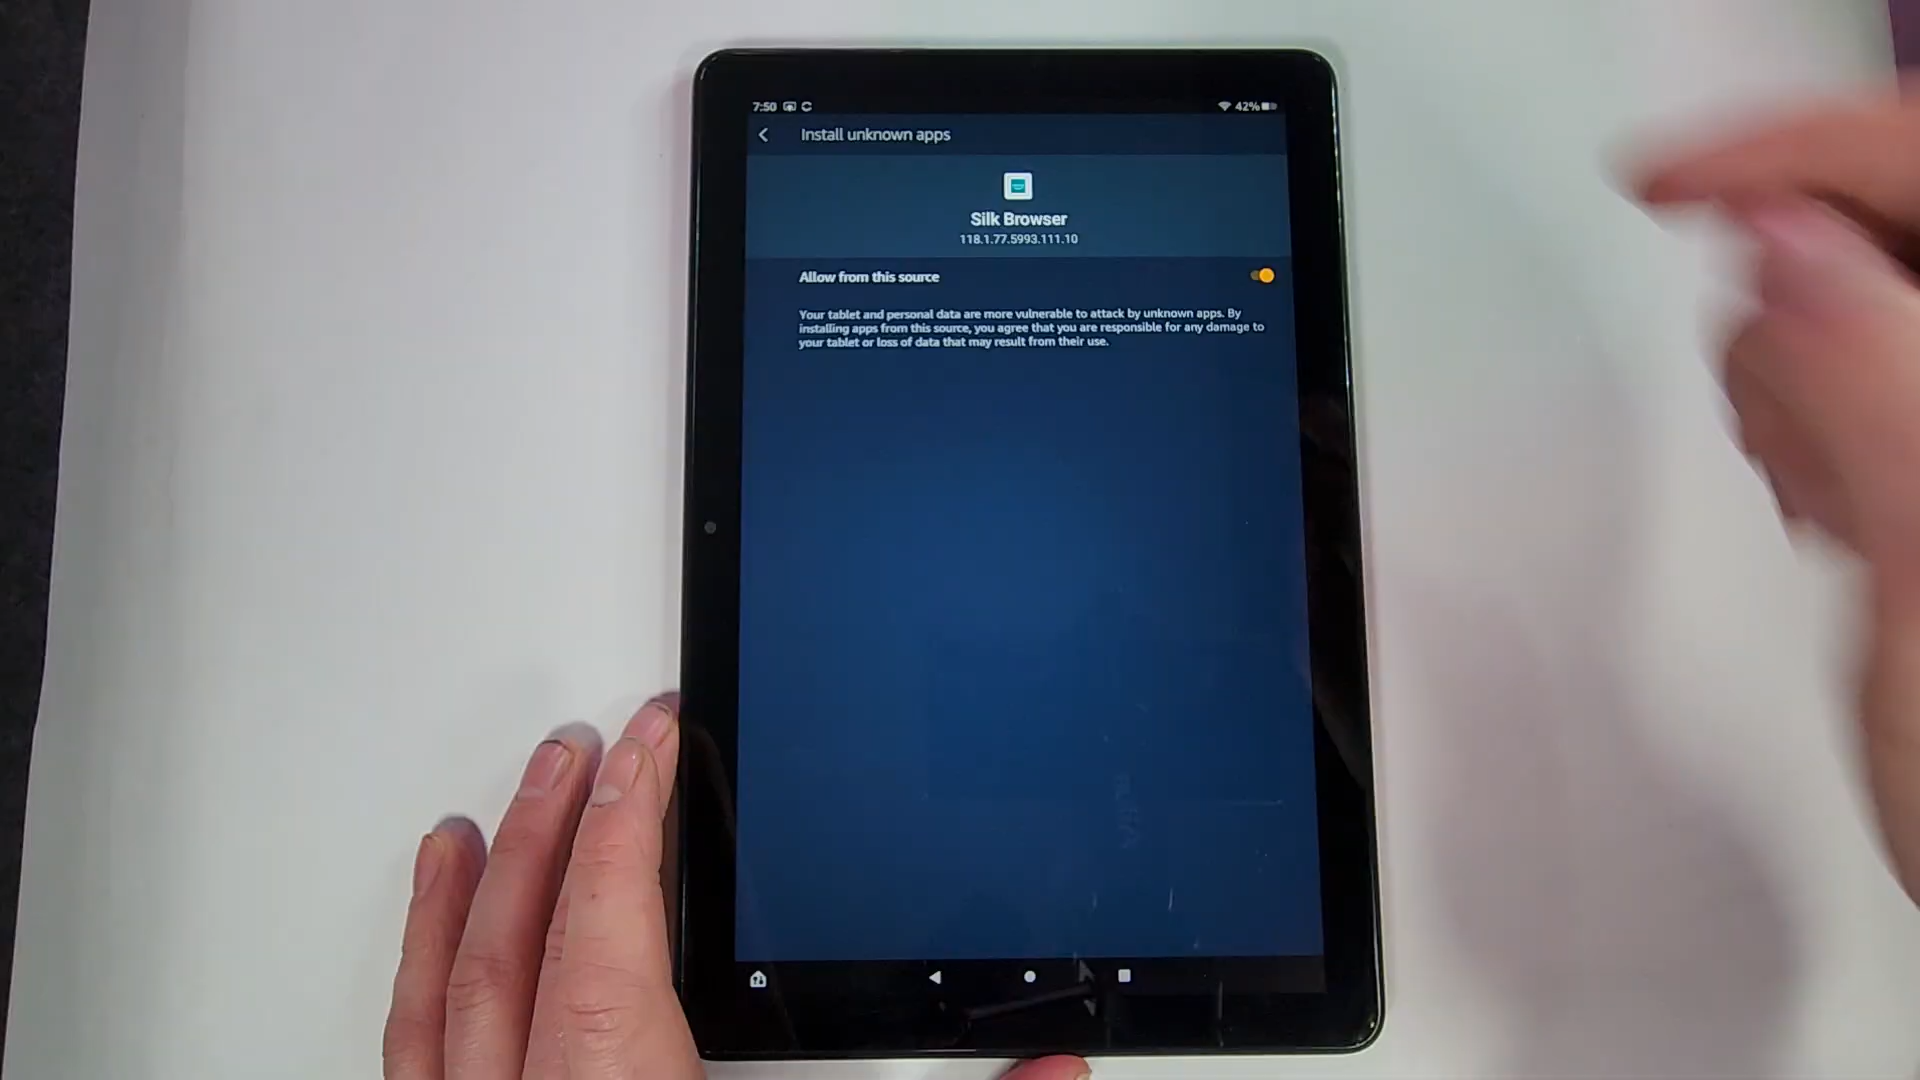 7:50
42%
Install unknown apps
Silk Browser
118.1.77.5993.111.10
Allow from this source
Your tablet and personal data are more vulnerable to attack by unknown apps. By
installing apps from this source, you agree that you are responsible for any damage to
your tablet or loss of data that may result from their use.